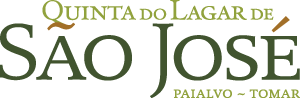 QUINTA DO LAGAR DE
SÃO JOSÉ
PAIALVO ~ TOMAR